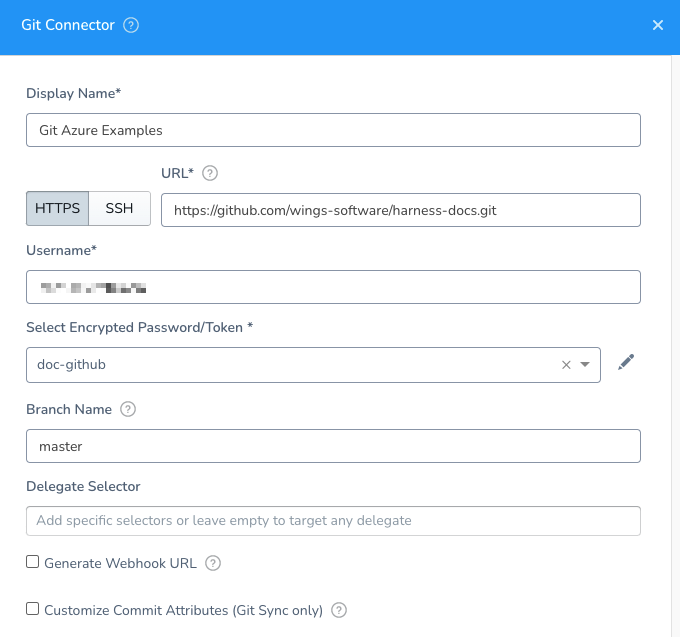 Git Connector ?
Display Name*
Git Azure Examples
URL* ?
HTTPS SSH
https://github.com/wings-software/harness-docs.git
Username*
Select Encrypted Password/Token *
doc-github
Branch Name ?
master
Delegate Selector
Add specific selectors or leave empty to target any delegate
Generate Webhook URL ?
Customize Commit Attributes (Git Sync only) ?